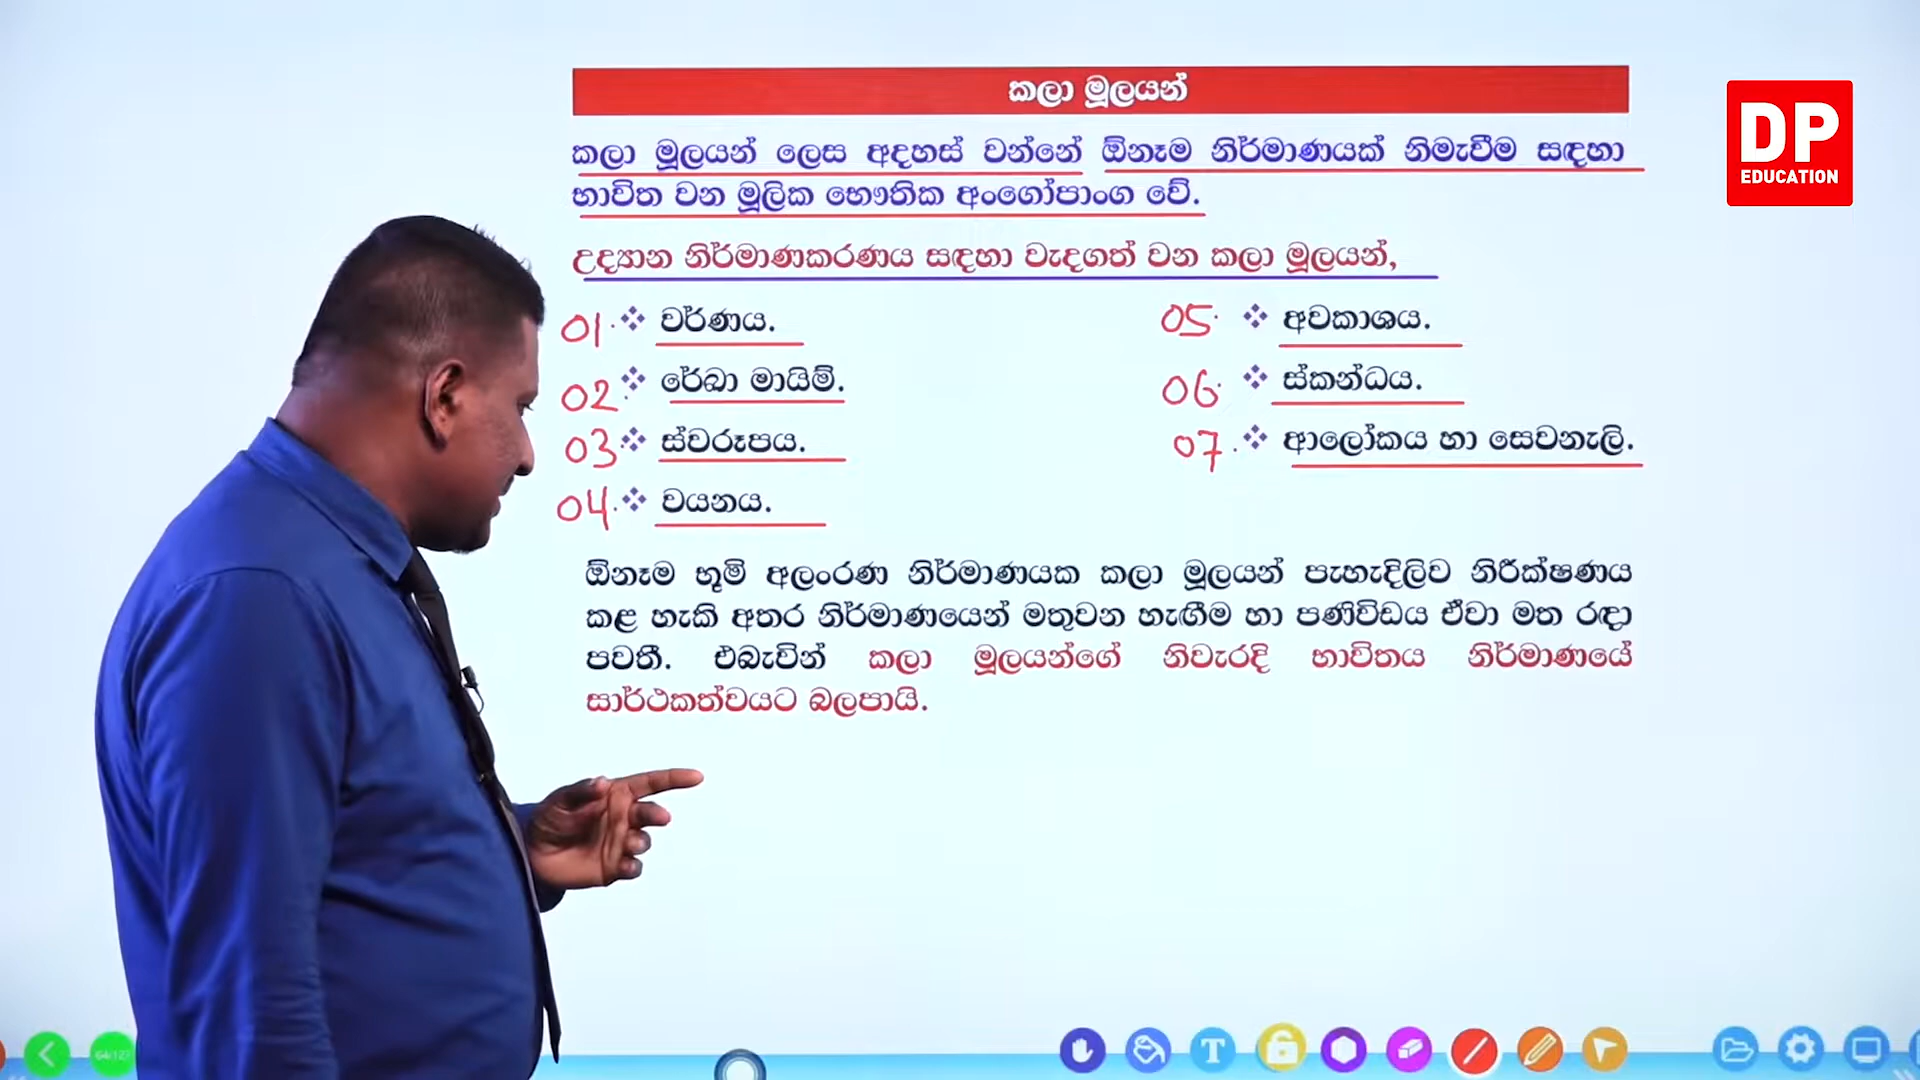 කලා මූලයන්
DP
EDUCATION
කලා මූලයන් ලෙස අදහස් වන්නේ ඕනෑම නිර්මාණයක් නිමැවීම සඳහා
භාවිත වන මූලික භෞතික අංගෝපාංග වේ.
උද්‍යාන නිර්මාණකරණය සඳහා වැදගත් වන කලා මූලයන්,
01. ❖ වර්ණය.
02. ❖ රේඛා මායිම්.
03. ❖ ස්වරූපය.
04. ❖ වයනය.
05. ❖ අවකාශය.
06. ❖ ස්කන්ධය.
07. ❖ ආලෝකය හා සෙවනැලි.
ඕනෑම භූමි අලංරණ නිර්මාණයක කලා මූලයන් පැහැදිලිව නිරීක්ෂණය
කළ හැකි අතර නිර්මාණයෙන් මතුවන හැඟීම හා පණිවිඩය ඒවා මත රඳා
පවතී. එබැවින් කලා මූලයන්ගේ නිවැරදි භාවිතය නිර්මාණයේ
සාර්ථකත්වයට බලපායි.
64/127
T